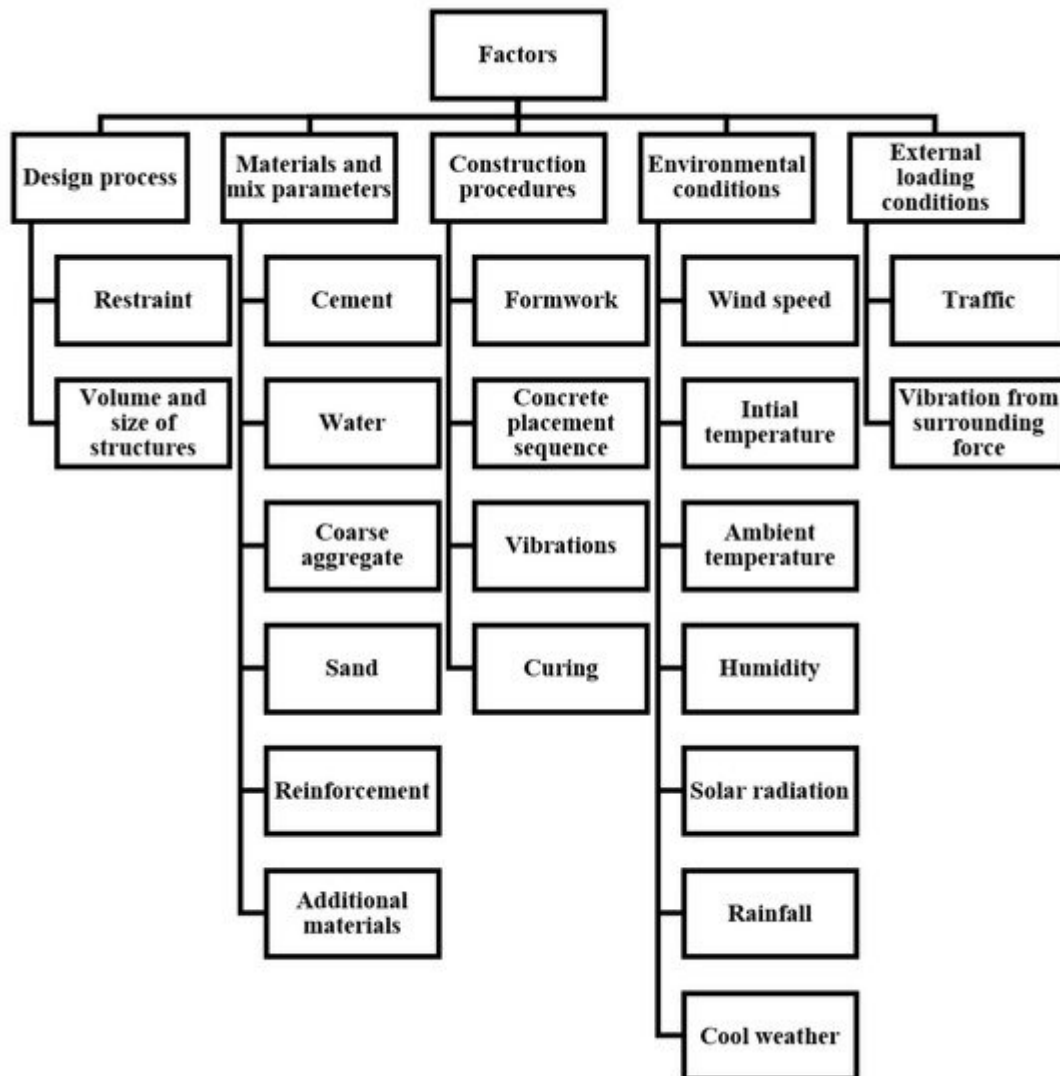 Factors
Design process
Materials and
mix parameters
Construction
procedures
Environmental
conditions
External
loading
conditions
Restraint
Volume and
size of
structures
Cement
Water
Coarse
aggregate
Sand
Reinforcement
Additional
materials
Formwork
Concrete
placement
sequence
Vibrations
Curing
Wind speed
Intial
temperature
Ambient
temperature
Humidity
Solar radiation
Rainfall
Cool weather
Traffic
Vibration from
surrounding
force